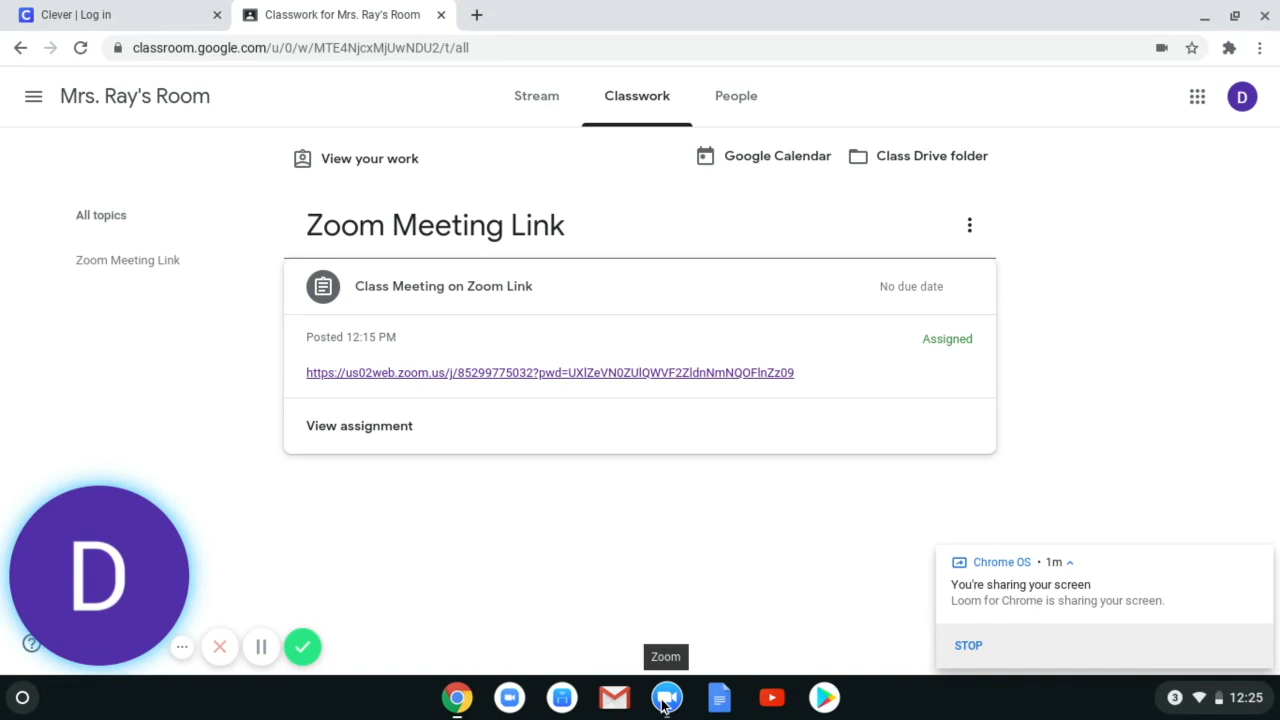 Clever | Log in
Classwork for Mrs. Ray's Room
classroom.google.com/u/0/w/MTE4NjcxMjUwNDU2/t/all
Mrs. Ray's Room
Stream
Classwork
People
D
View your work
Google Calendar
Class Drive folder
All topics
Zoom Meeting Link
Zoom Meeting Link
Class Meeting on Zoom Link
No due date
Posted 12:15 PM
Assigned
https://us02web.zoom.us/j/85299775032?pwd=UXlZeVN0ZUlQWVF2ZldnNmNQOFlnZz09
View assignment
D
Chrome OS • 1m
You're sharing your screen
Loom for Chrome is sharing your screen.
STOP
Zoom
3 12:25